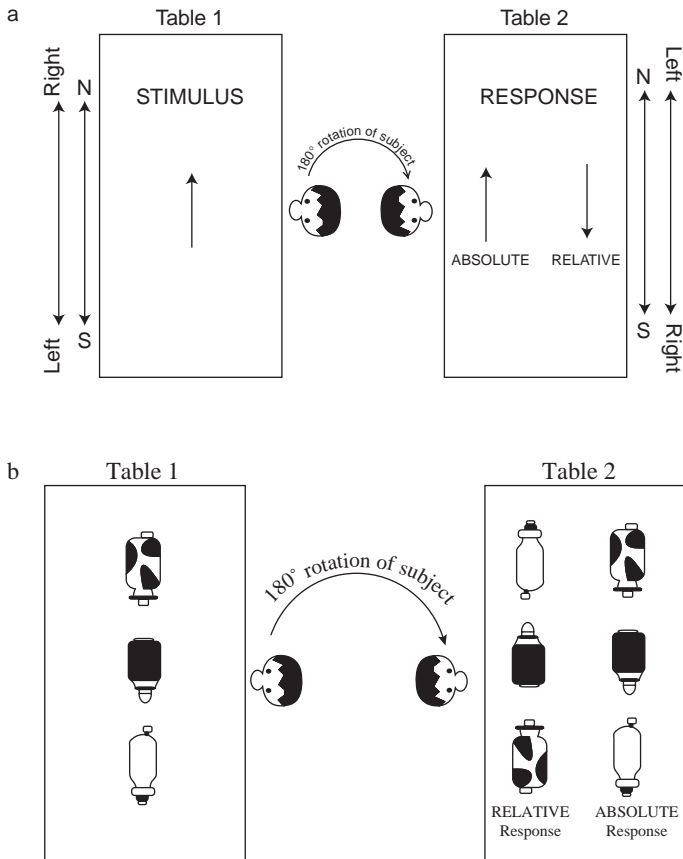 a
Table 1
Table 2
Right
N
STIMULUS
180° rotation of subject
RESPONSE
N
Left
ABSOLUTE
RELATIVE
Left
S
S
Right
b
Table 1
Table 2
180° rotation of subject
RELATIVE
Response
ABSOLUTE
Response